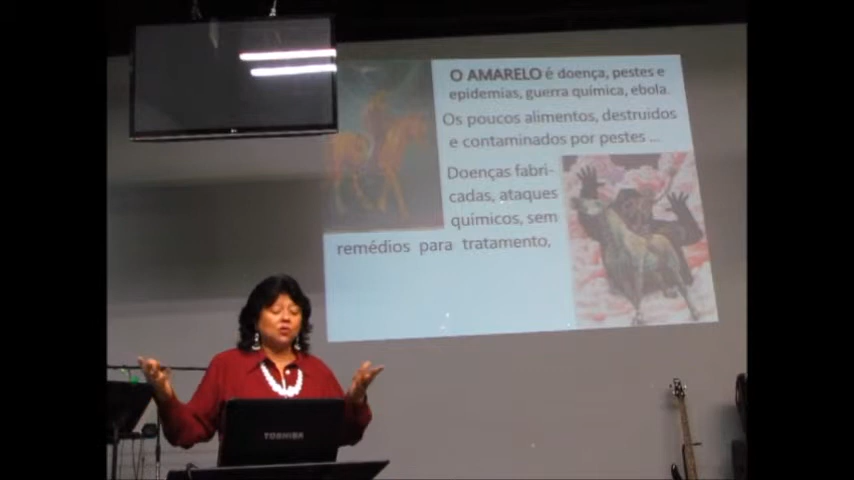 O AMARELO é doença, pestes e
epidemias, guerra química, ebola.
Os poucos alimentos, destruidos
e contaminados por pestes ...
Doenças fabri-
cadas, ataques
químicos, sem
remédios para tratamento,
TOSHIBA